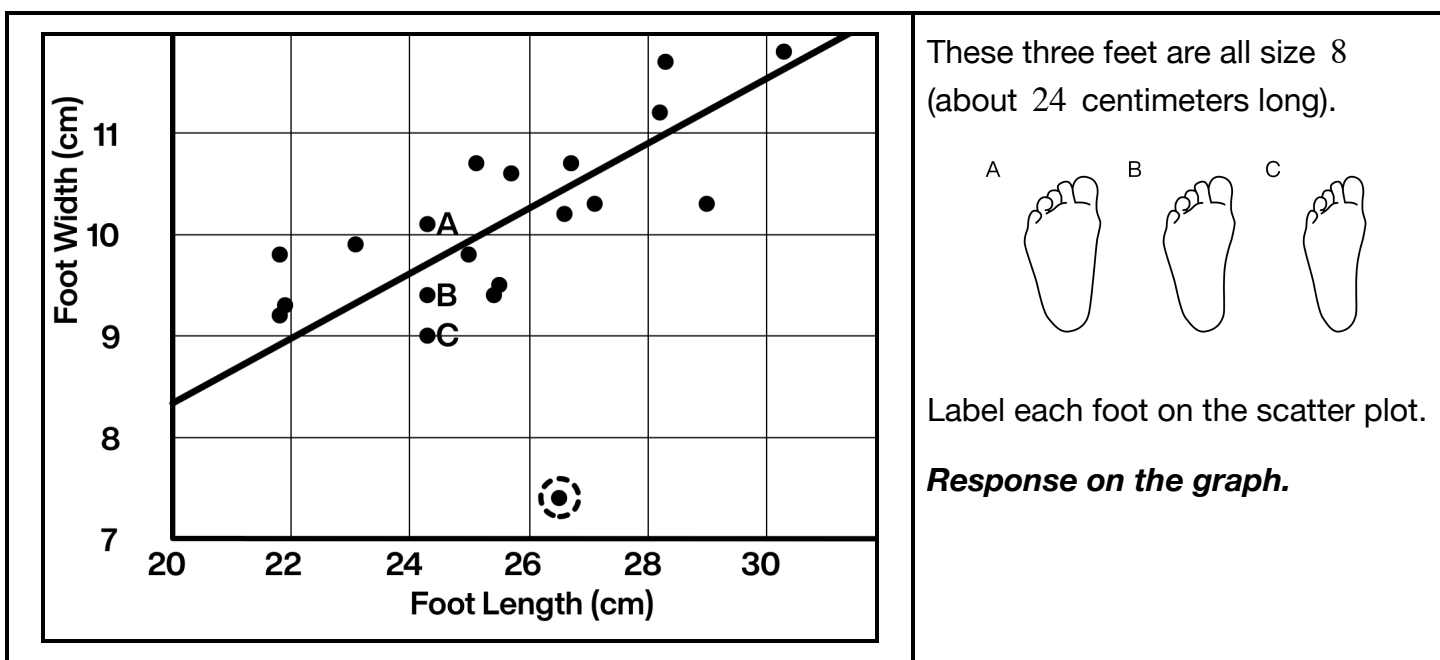 Foot Width (cm)
11
10
9
8
7
A
B
C
20 22 24 26 28 30
Foot Length (cm)
These three feet are all size 8
(about 24 centimeters long).
A B C
Label each foot on the scatter plot.
Response on the graph.